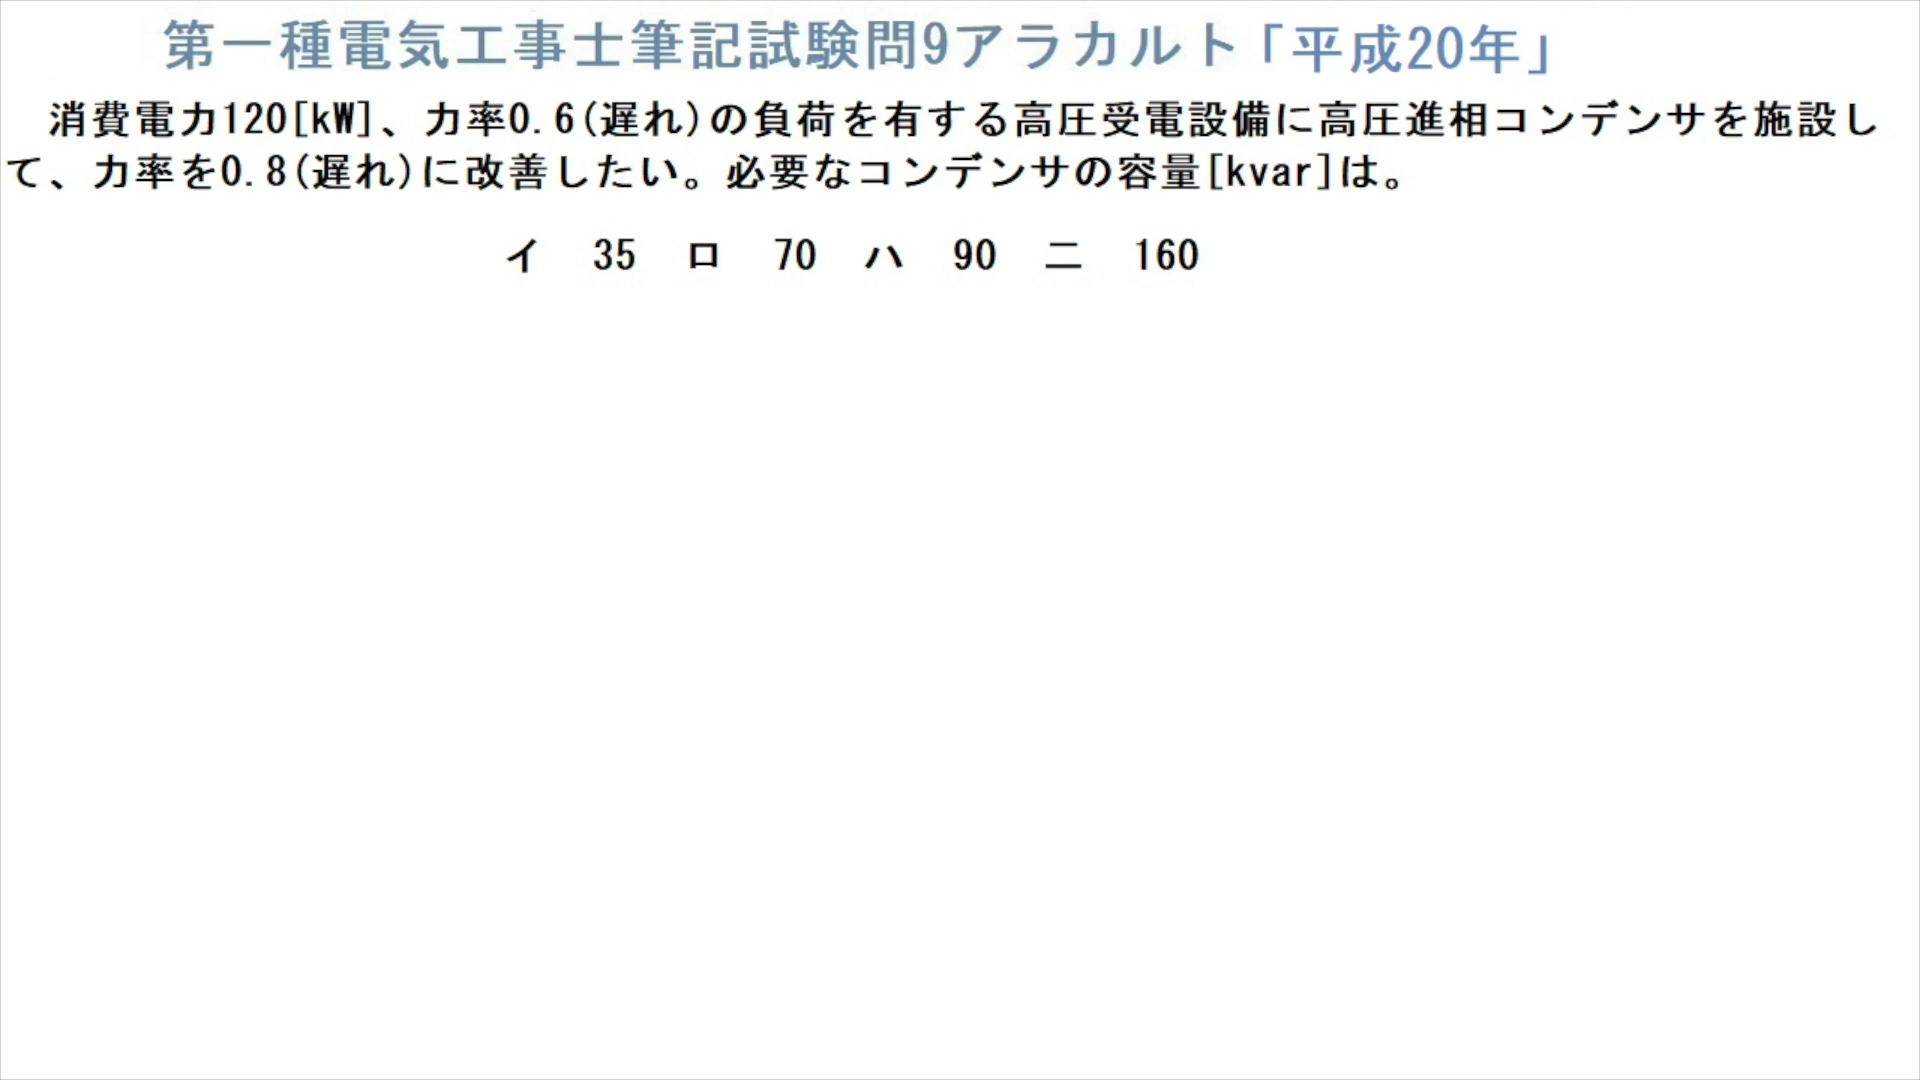 第一種電気工事士筆記試験問9アラカルト「平成20年」
消費電力120[kW]、力率0.6(遅れ)の負荷を有する高圧受電設備に高圧進相コンデンサを施設し
て、力率を0.8(遅れ)に改善したい。必要なコンデンサの容量[kvar]は。
イ　35　ロ　70　ハ　90　ニ　160